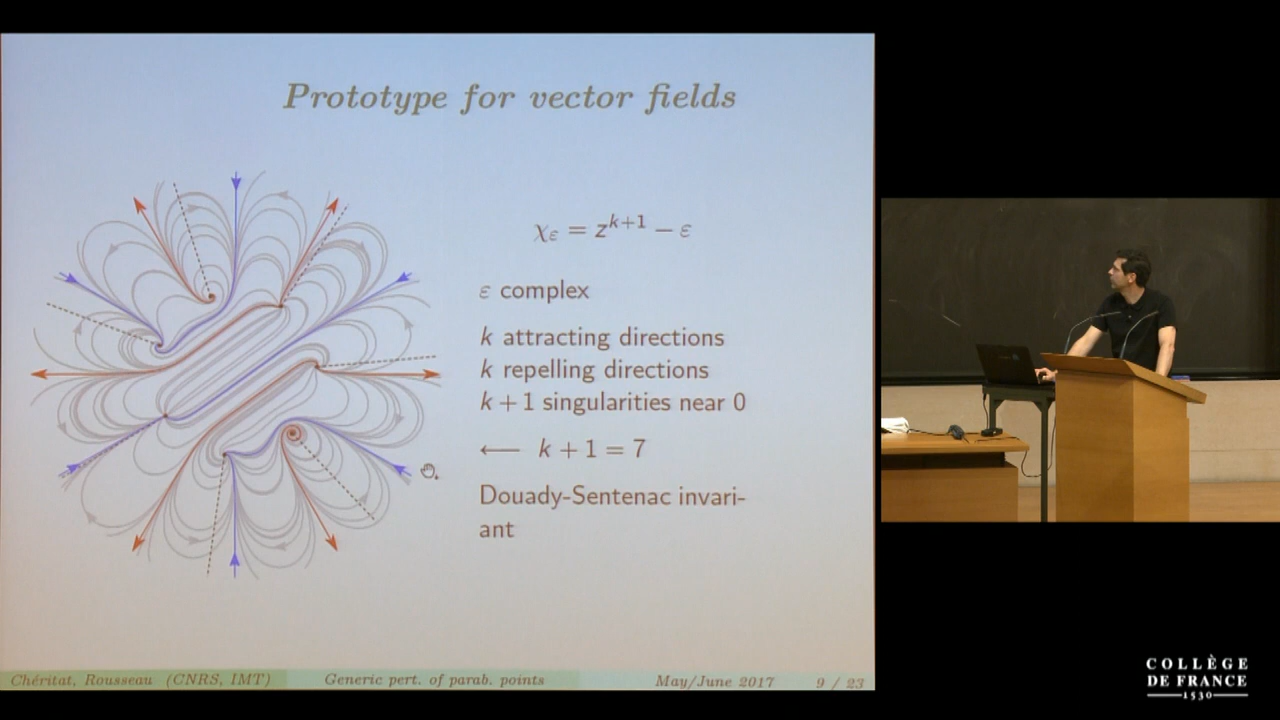 Prototype for vector fields
χε = z^{k+1} − ε
ε complex
k attracting directions
k repelling directions
k + 1 singularities near 0
⟵ k + 1 = 7
Douady-Sentenac invari-
ant
Chéritat, Rousseau (CNRS, IMT) Generic pert. of parab. points May/June 2017 9 / 23
COLLÈGE
DE FRANCE
1530